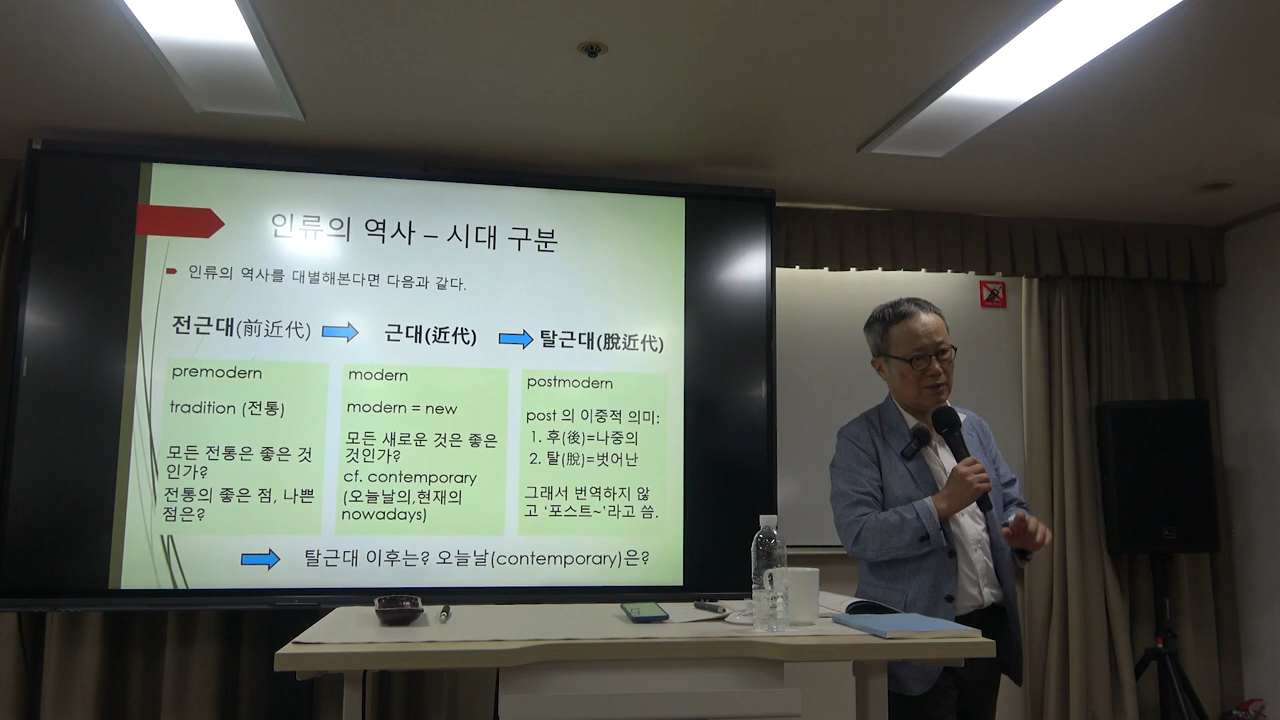 인류의 역사 – 시대 구분
인류의 역사를 대별해본다면 다음과 같다.
전근대(前近代)
근대(近代)
탈근대(脫近代)
premodern
tradition (전통)
모든 전통은 좋은 것
인가?
전통의 좋은 점, 나쁜
점은?
modern
modern = new
모든 새로운 것은 좋은
것인가?
cf. contemporary
(오늘날의,현재의
nowadays)
postmodern
post 의 이중적 의미:
1. 후(後)=나중의
2. 탈(脫)=벗어난
그래서 번역하지 않
고 ‘포스트~’라고 씀.
탈근대 이후는? 오늘날(contemporary)은?